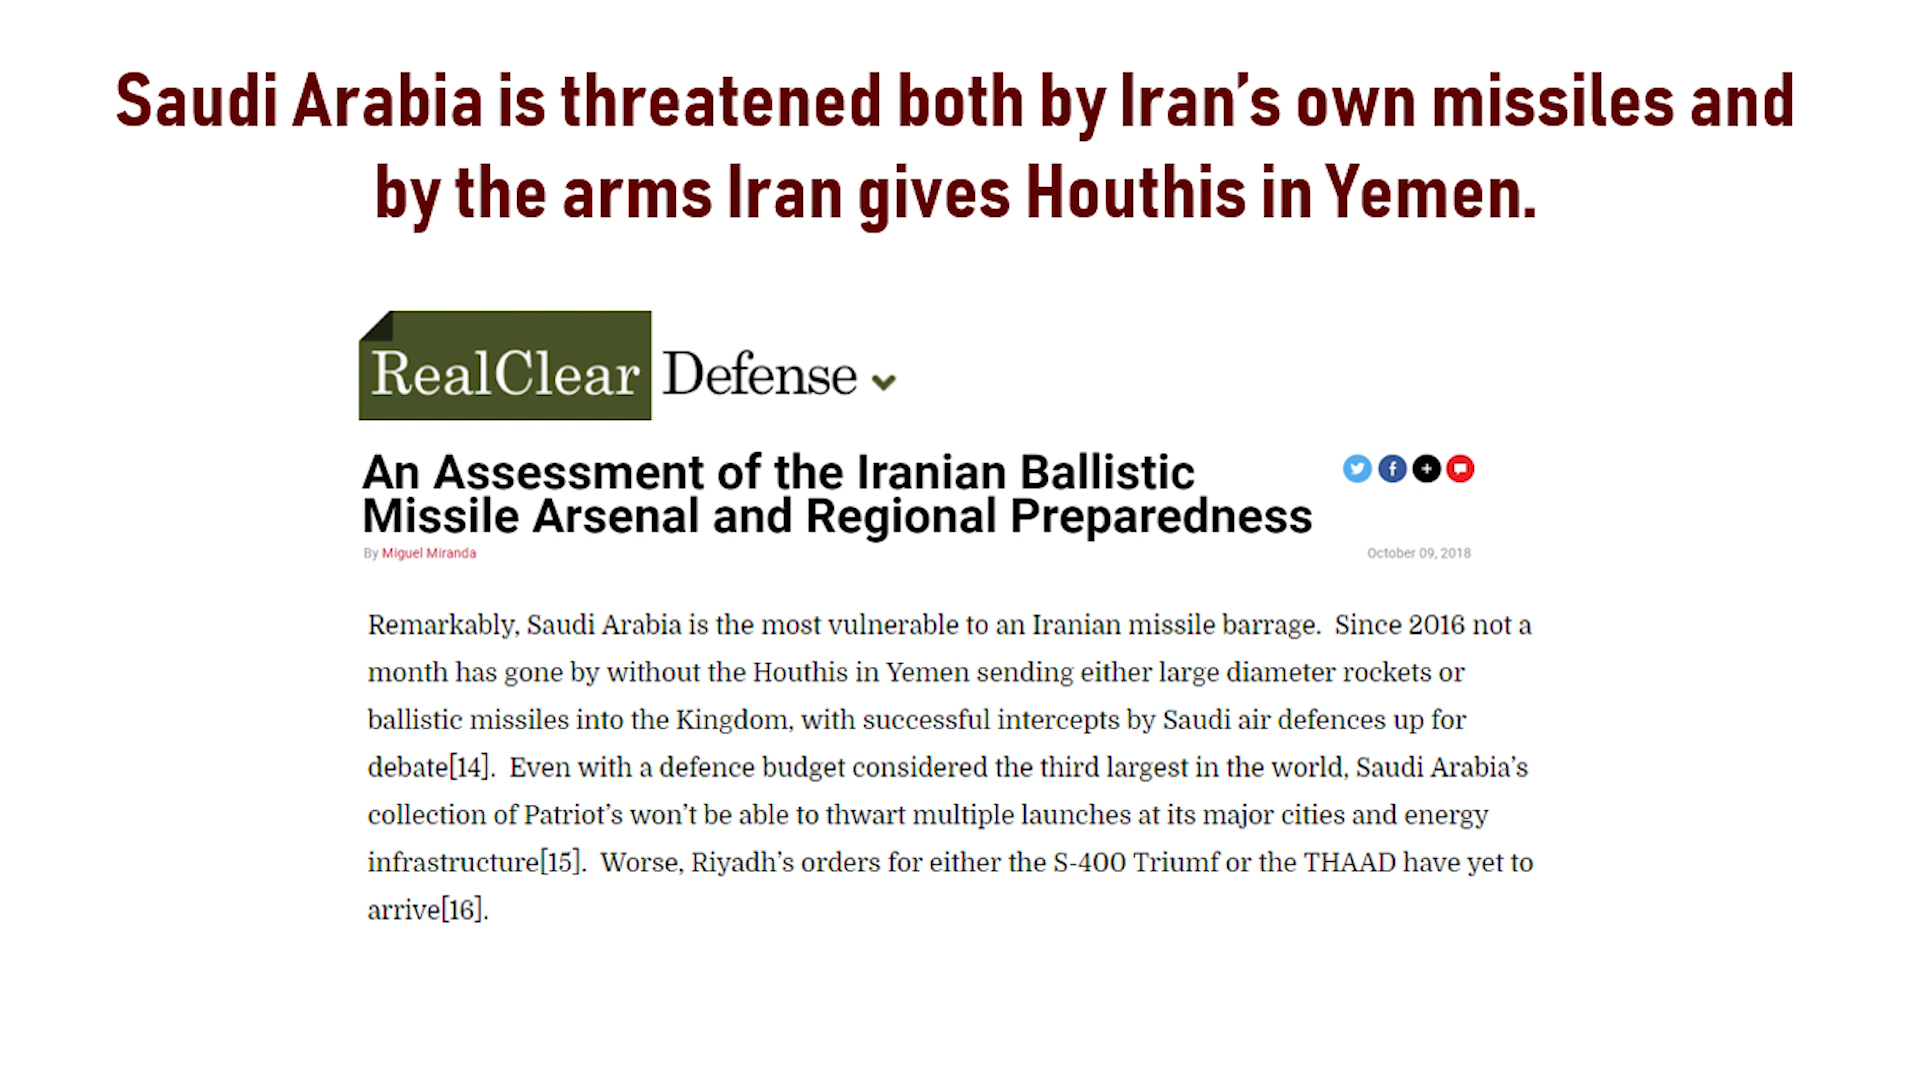 Saudi Arabia is threatened both by Iran’s own missiles and
by the arms Iran gives Houthis in Yemen.
RealClear Defense
An Assessment of the Iranian Ballistic
Missile Arsenal and Regional Preparedness
By Miguel Miranda
October 09, 2018
Remarkably, Saudi Arabia is the most vulnerable to an Iranian missile barrage.  Since 2016 not a
month has gone by without the Houthis in Yemen sending either large diameter rockets or
ballistic missiles into the Kingdom, with successful intercepts by Saudi air defences up for
debate[14].  Even with a defence budget considered the third largest in the world, Saudi Arabia’s
collection of Patriot’s won’t be able to thwart multiple launches at its major cities and energy
infrastructure[15].  Worse, Riyadh’s orders for either the S-400 Triumf or the THAAD have yet to
arrive[16].